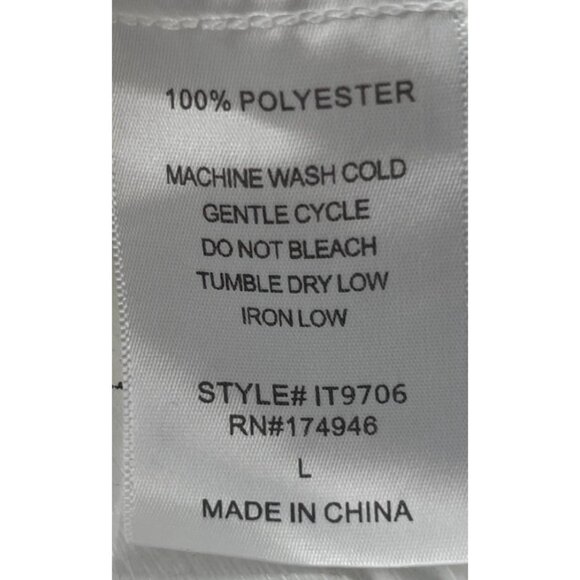 100% POLYESTER
MACHINE WASH COLD
GENTLE CYCLE
DO NOT BLEACH
TUMBLE DRY LOW
IRON LOW
STYLE# IT9706
RN#174946
L
MADE IN CHINA